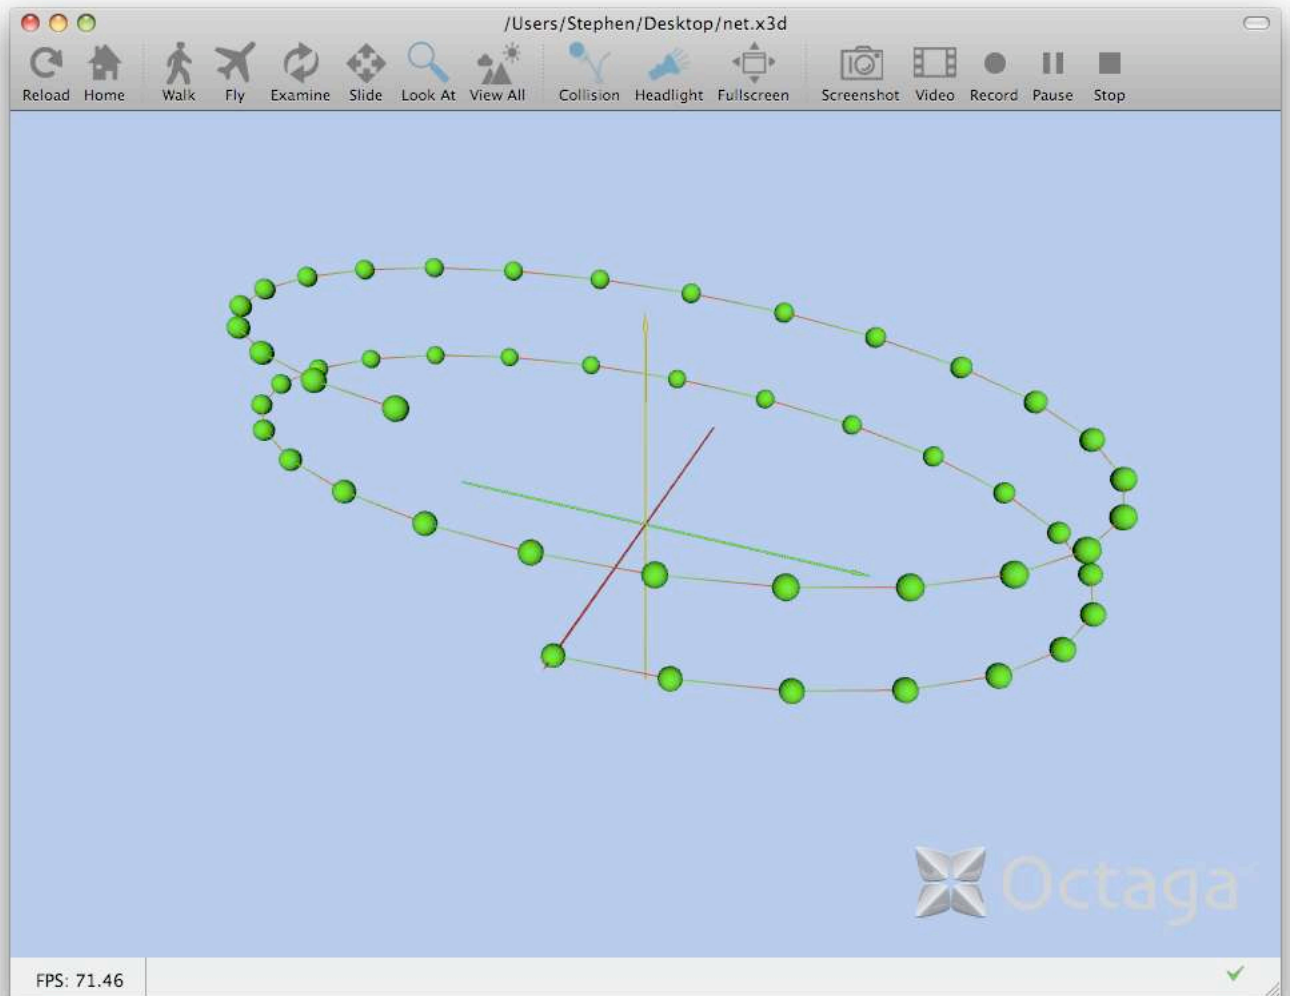 /Users/Stephen/Desktop/net.x3d
Reload Home Walk Fly Examine Slide Look At View All Collision Headlight Fullscreen Screenshot Video Record Pause Stop
Octaga
FPS: 71.46